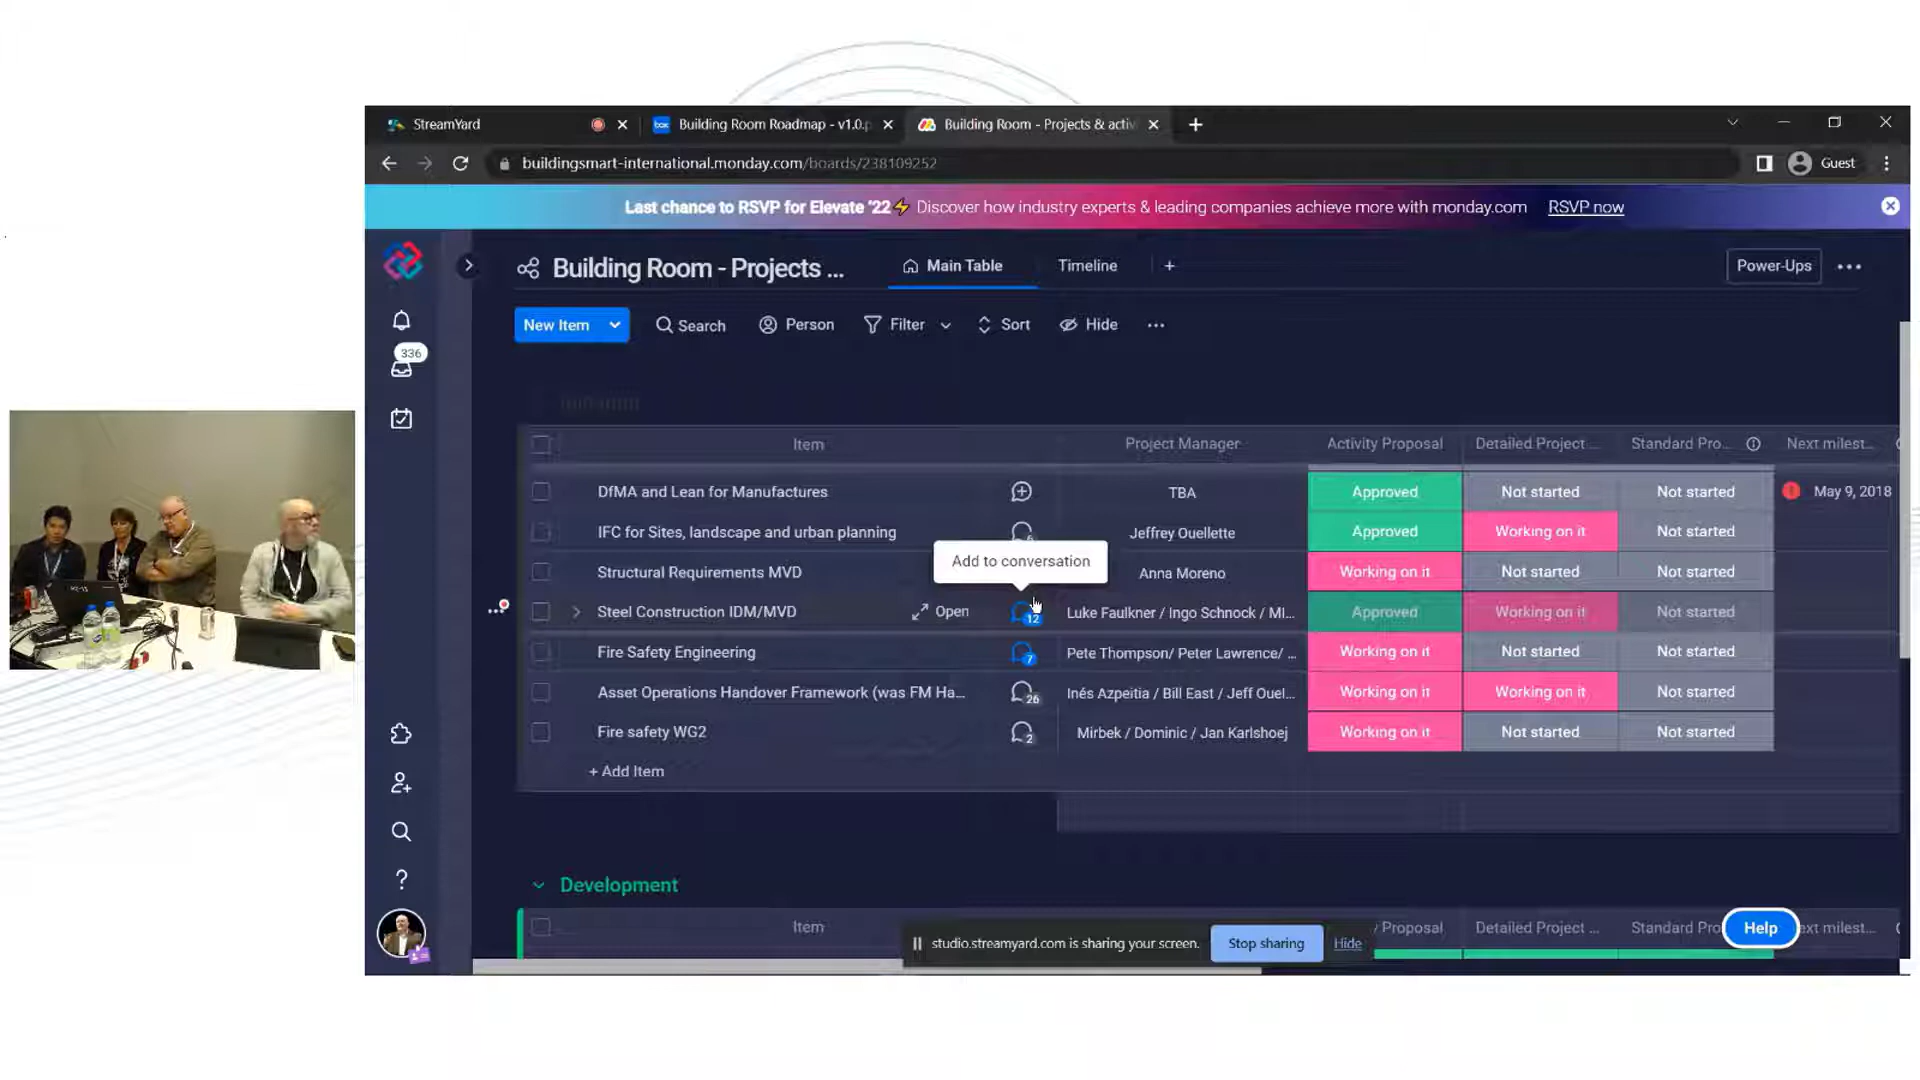 StreamYard
Building Room Roadmap - v1.0.p
Building Room - Projects & activ
buildingsmart-international.monday.com/boards/238109252
Guest
Last chance to RSVP for Elevate '22⚡ Discover how industry experts & leading companies achieve more with monday.com RSVP now
Building Room - Projects ...
Main Table
Timeline
Power-Ups
New Item
Search
Person
Filter
Sort
Hide
336
Item Project Manager Activity Proposal Detailed Project ... Standard Pro... Next milest...
DfMA and Lean for Manufactures TBA Approved Not started Not started May 9, 2018
IFC for Sites, landscape and urban planning Jeffrey Ouellette Approved Working on it Not started
Add to conversation
Structural Requirements MVD Anna Moreno Working on it Not started Not started
Steel Construction IDM/MVD Open 12 Luke Faulkner / Ingo Schnock / MI... Approved Working on it Not started
Fire Safety Engineering 7 Pete Thompson/ Peter Lawrence/ ... Working on it Not started Not started
Asset Operations Handover Framework (was FM Ha... 26 Inés Azpeitia / Bill East / Jeff Ouel... Working on it Working on it Not started
Fire safety WG2 2 Mirbek / Dominic / Jan Karlshoej Working on it Not started Not started
+ Add Item
Development
Item Proposal Detailed Project ... Standard Pro ext milest...
studio.streamyard.com is sharing your screen. Stop sharing Hide
Help